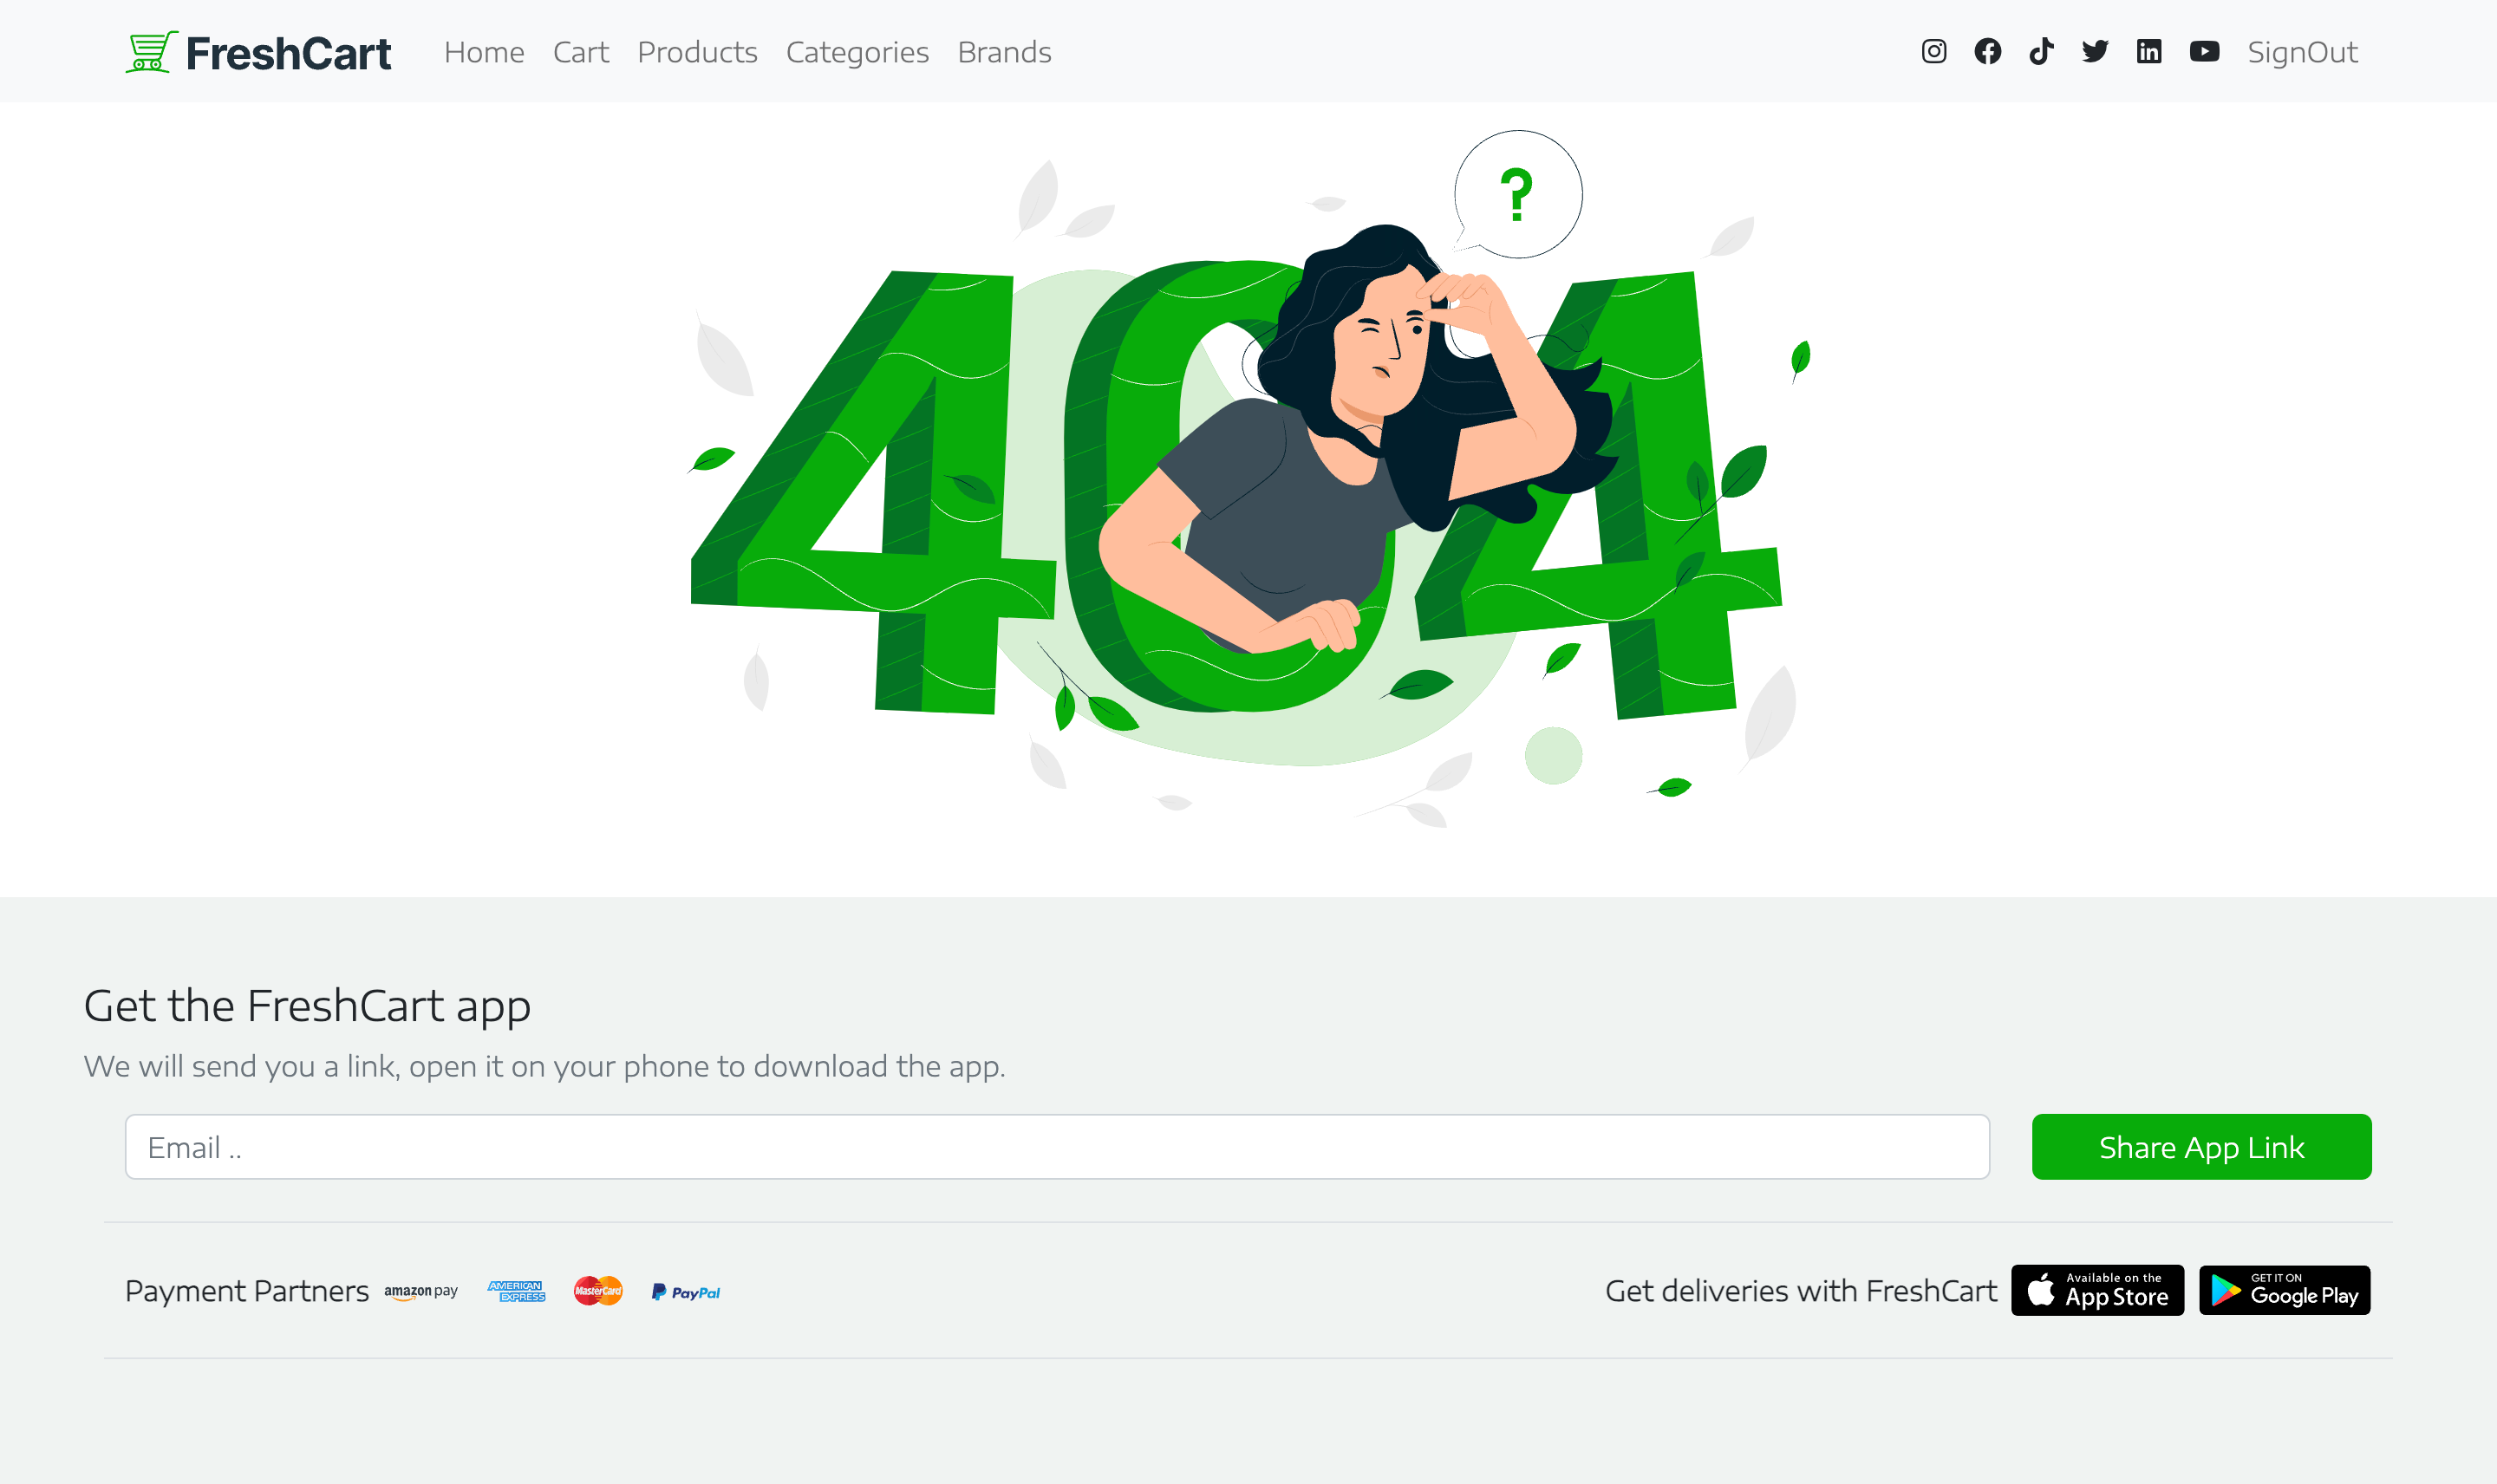 FreshCart Home Cart Products Categories Brands SignOut
?
404
Get the FreshCart app
We will send you a link, open it on your phone to download the app.
Email ..
Share App Link
Payment Partners amazon pay AMERICAN EXPRESS MasterCard PayPal
Get deliveries with FreshCart
Available on the
App Store
GET IT ON
Google Play